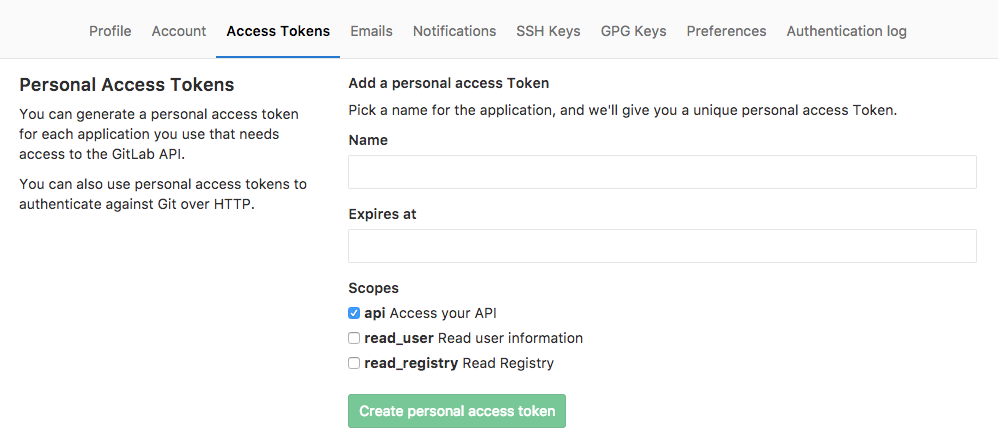 Profile Account Access Tokens Emails Notifications SSH Keys GPG Keys Preferences Authentication log
Personal Access Tokens
You can generate a personal access token
for each application you use that needs
access to the GitLab API.
You can also use personal access tokens to
authenticate against Git over HTTP.
Add a personal access Token
Pick a name for the application, and we'll give you a unique personal access Token.
Name
Expires at
Scopes
api Access your API
read_user Read user information
read_registry Read Registry
Create personal access token